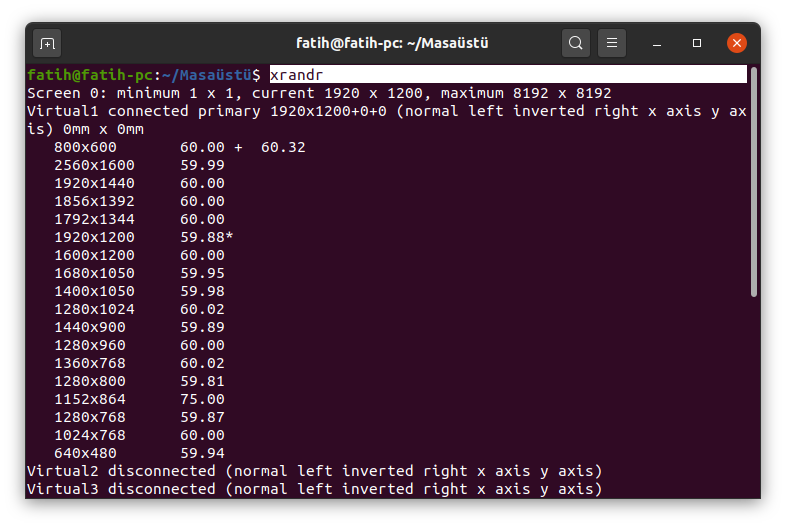 fatih@fatih-pc: ~/Masaüstü
fatih@fatih-pc:~/Masaüstü$ xrandr
Screen 0: minimum 1 x 1, current 1920 x 1200, maximum 8192 x 8192
Virtual1 connected primary 1920x1200+0+0 (normal left inverted right x axis y ax
is) 0mm x 0mm
   800x600       60.00 +  60.32
   2560x1600     59.99
   1920x1440     60.00
   1856x1392     60.00
   1792x1344     60.00
   1920x1200     59.88*
   1600x1200     60.00
   1680x1050     59.95
   1400x1050     59.98
   1280x1024     60.02
   1440x900      59.89
   1280x960      60.00
   1360x768      60.02
   1280x800      59.81
   1152x864      75.00
   1280x768      59.87
   1024x768      60.00
   640x480       59.94
Virtual2 disconnected (normal left inverted right x axis y axis)
Virtual3 disconnected (normal left inverted right x axis y axis)